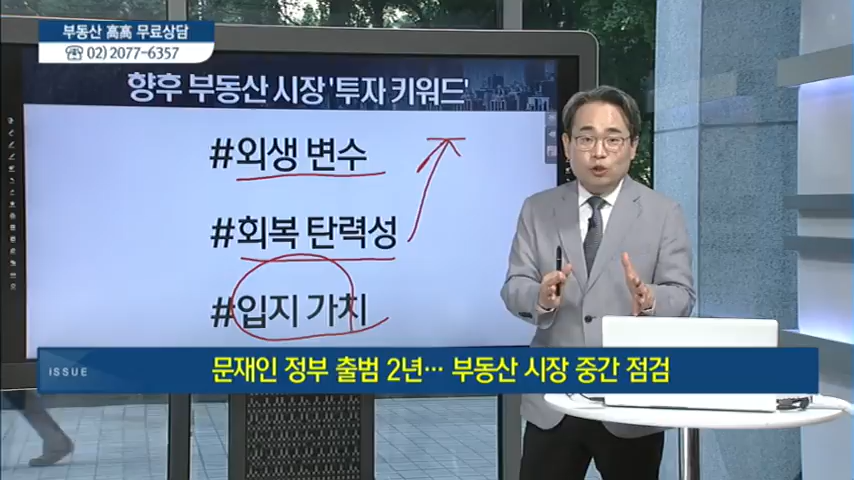 부동산 高高 무료상담
☎ 02) 2077-6357
향후 부동산 시장 '투자 키워드'
#외생 변수
#회복 탄력성
#입지 가치
ISSUE
문재인 정부 출범 2년… 부동산 시장 중간 점검